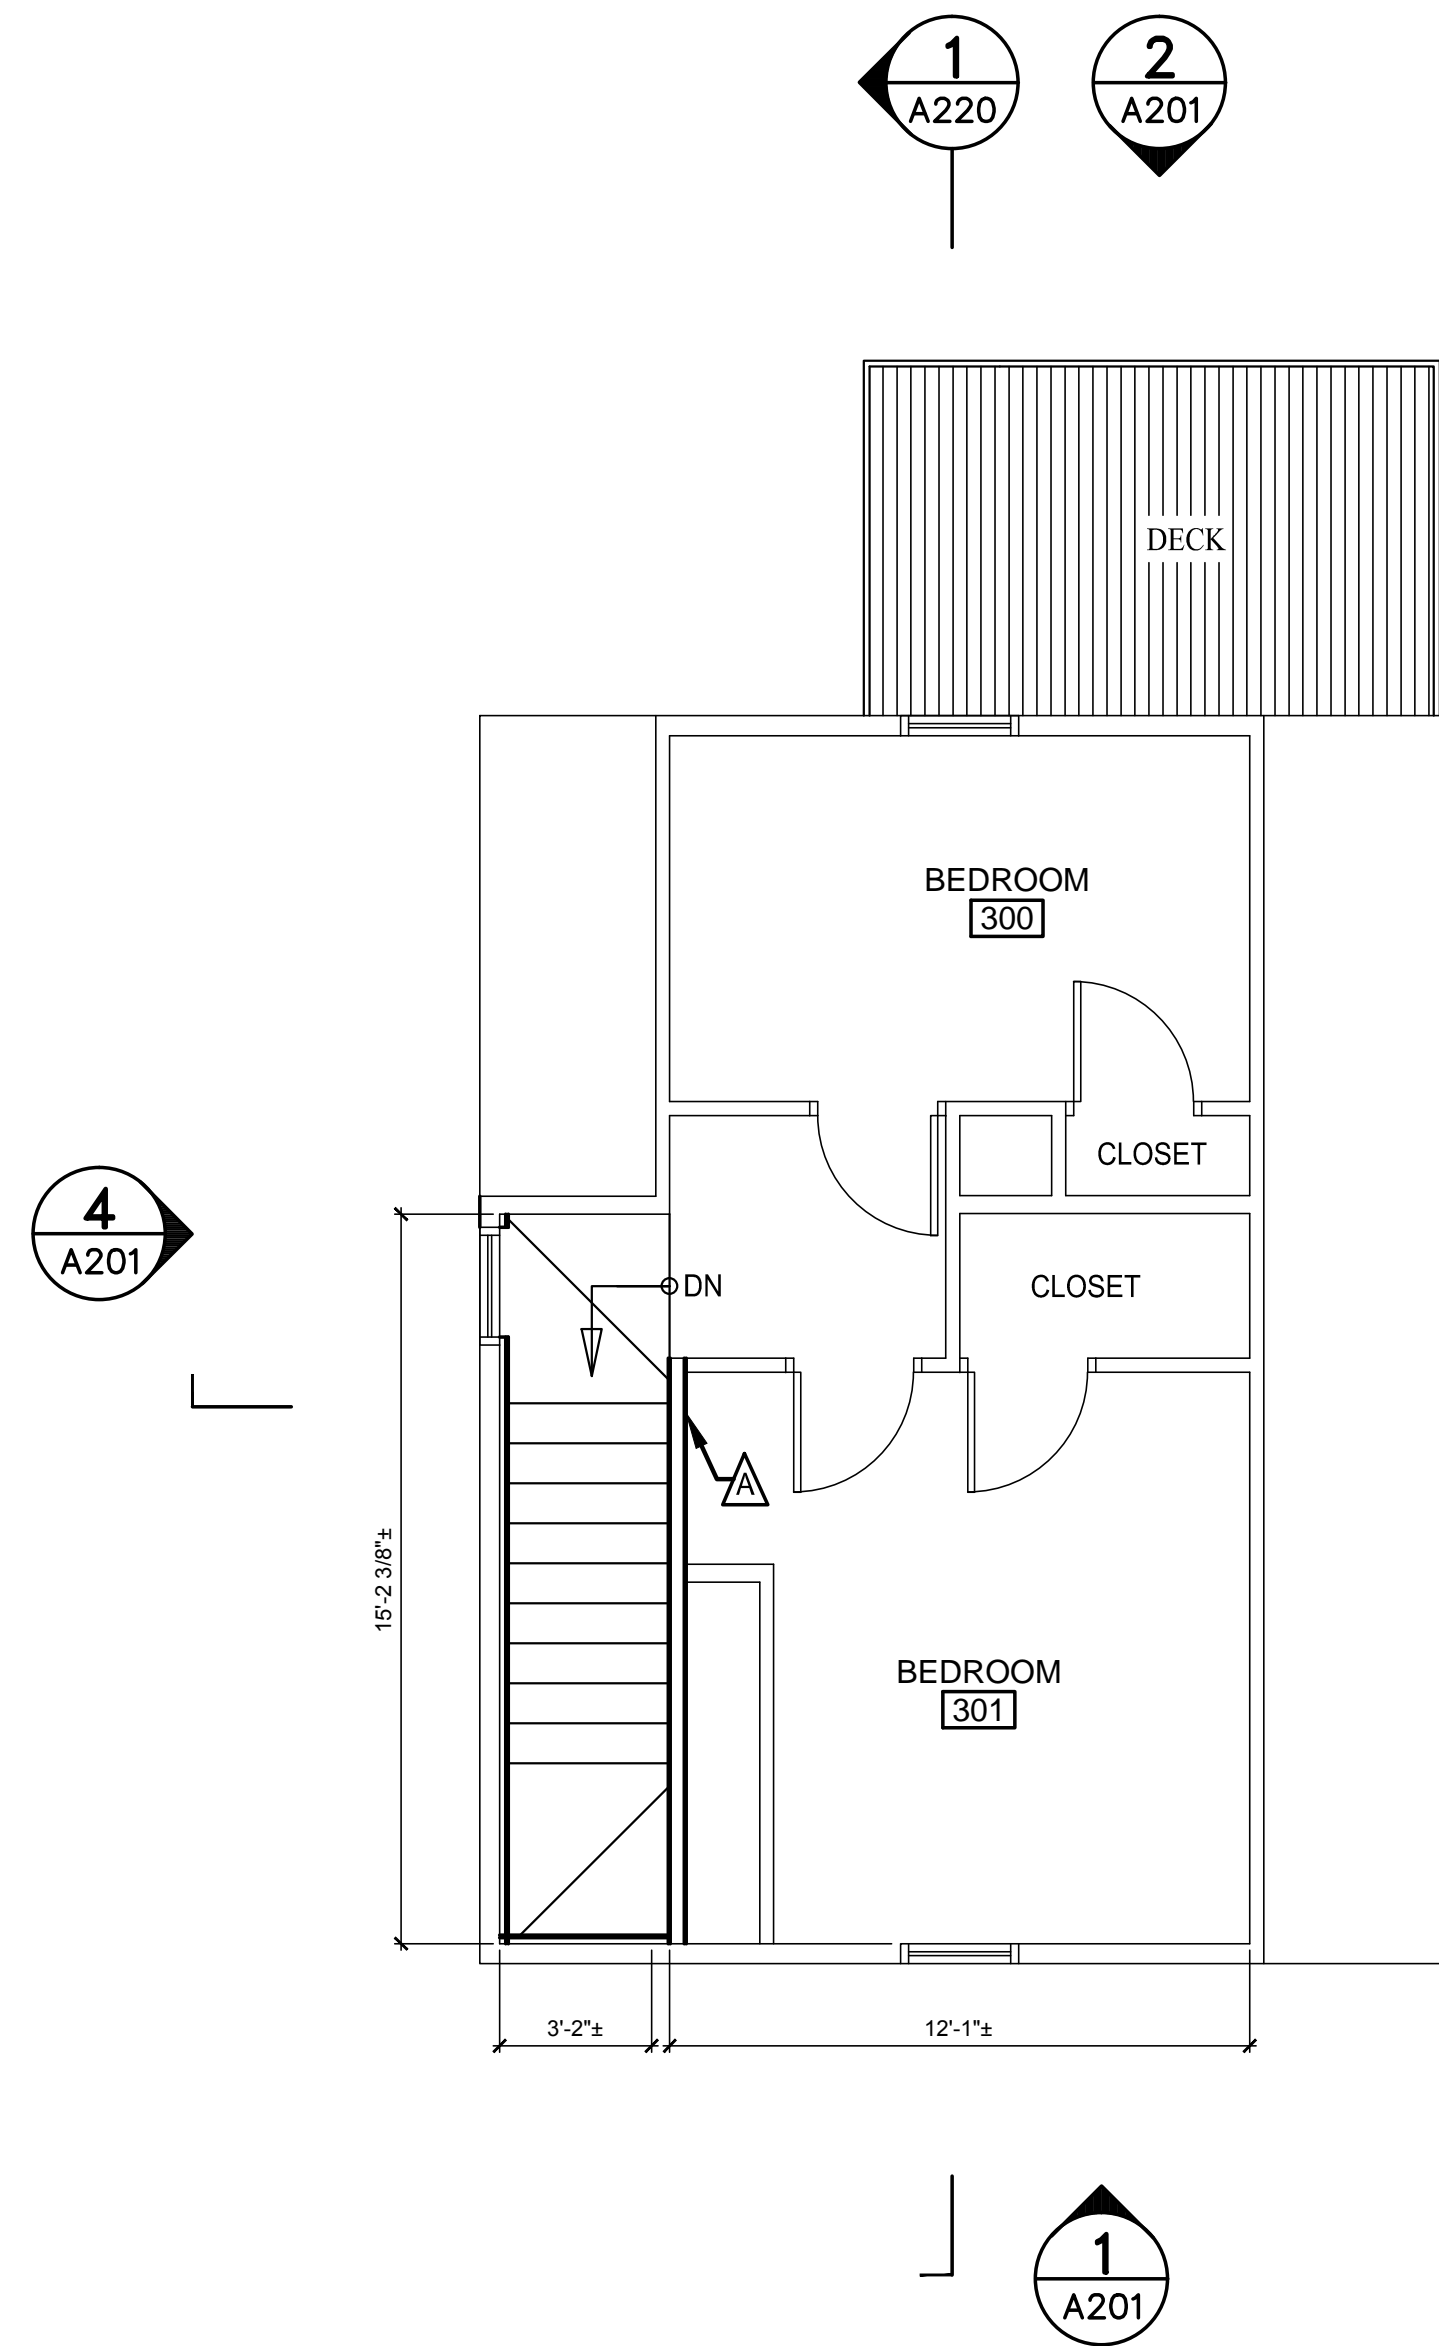 1
A220
2
A201
DECK
BEDROOM
300
CLOSET
4
A201
DN
CLOSET
A
15'-2 3/8"±
BEDROOM
301
3'-2"±
12'-1"±
1
A201